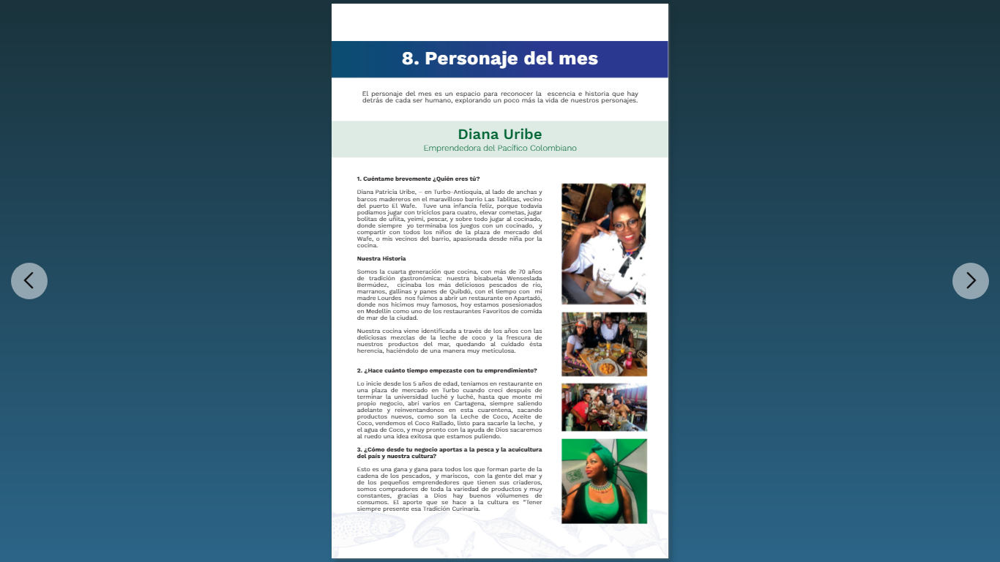 8. Personaje del mes
El personaje del mes es un espacio para reconocer la escencia e historia que hay
detrás de cada ser humano, explorando un poco más la vida de nuestros personajes.
Diana Uribe
Emprendedora del Pacífico Colombiano
1. Cuéntame brevemente ¿Quién eres tú?
Diana Patricia Uribe, – en Turbo-Antioquia, al lado de anchas y
barcos madereros en el maravilloso barrio Las Tablitas, vecino
del puerto El Wafe. Tuve una infancia feliz, porque todavía
podíamos jugar con triciclos para cuatro, elevar cometas, jugar
bolitas de uñita, yeimi, pescar, y sobre todo jugar al cocinado,
donde siempre yo terminaba los juegos con un cocinado, y
compartir con todos los niños de la plaza de mercado del
Wafe, o mis vecinos del barrio, apasionada desde niña por la
cocina.
Nuestra Historia
Somos la cuarta generación que cocina, con más de 70 años
de tradición gastronómica: nuestra bisabuela Wenseslada
Bermúdez, cicinaba los más deliciosos pescados de río,
marranos, gallinas y panes de Quibdó, con el tiempo con mi
madre Lourdes nos fuimos a abrir un restaurante en Apartadó,
donde nos hicimos muy famosos, hoy estamos posesionados
en Medellín como uno de los restaurantes Favoritos de comida
de mar de la ciudad.
Nuestra cocina viene identificada a través de los años con las
deliciosas mezclas de la leche de coco y la frescura de
nuestros productos del mar, quedando al cuidado ésta
herencia, haciéndolo de una manera muy meticulosa.
2. ¿Hace cuánto tiempo empezaste con tu emprendimiento?
Lo inicie desde los 5 años de edad, teníamos en restaurante en
una plaza de mercado en Turbo cuando crecí después de
terminar la universidad luché y luché, hasta que monte mi
propio negocio, abrí varios en Cartagena, siempre saliendo
adelante y reinventandonos en esta cuarentena, sacando
productos nuevos, como son la Leche de Coco, Aceite de
Coco, vendemos el Coco Rallado, listo para sacarle la leche, y
el agua de Coco, y muy pronto con la ayuda de Dios sacaremos
al ruedo una idea exitosa que estamos puliendo.
3. ¿Cómo desde tu negocio aportas a la pesca y la acuicultura
del país y nuestra cultura?
Esto es una gana y gana para todos los que forman parte de la
cadena de los pescados, y mariscos, con la gente del mar y
de los pequeños emprendedores que tienen sus criaderos,
somos compradores de toda la variedad de productos y muy
constantes, gracias a Dios hay buenos vólumenes de
consumos. El aporte que se hace a la cultura es “Tener
siempre presente esa Tradición Curinaria.